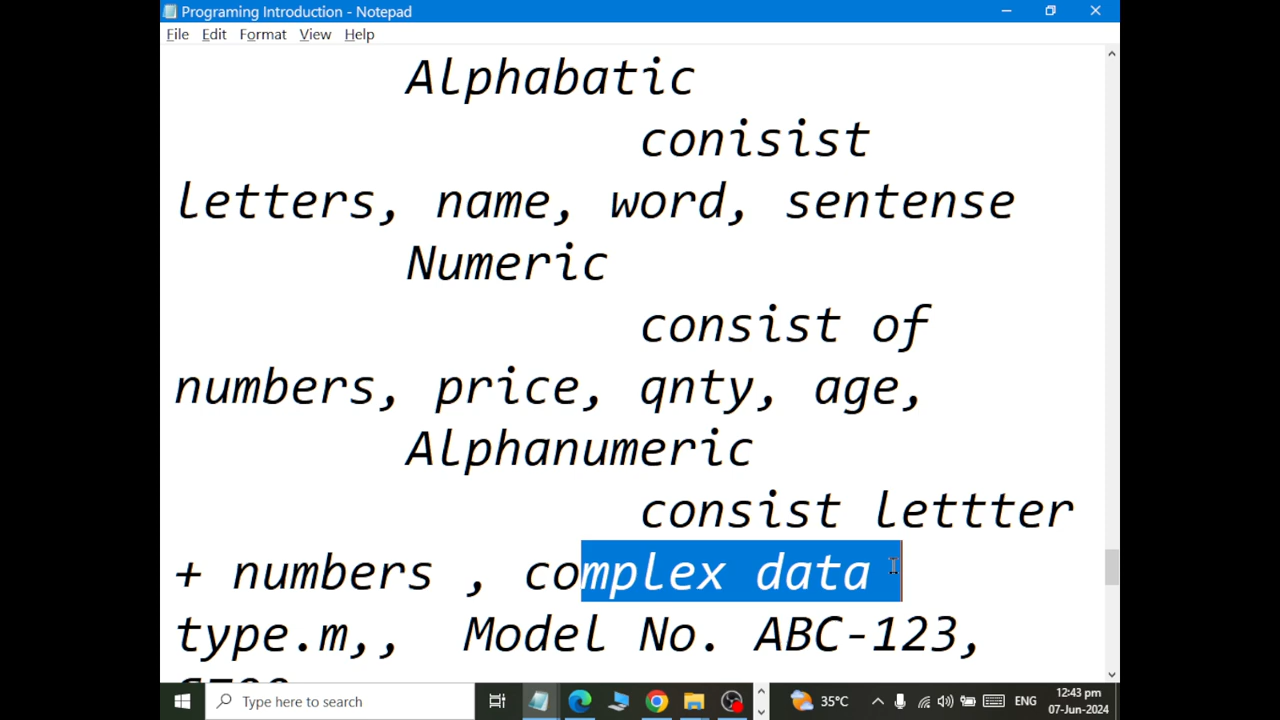 Programing Introduction - Notepad
File Edit Format View Help
Alphabatic
conisist
letters, name, word, sentense
Numeric
consist of
numbers, price, qnty, age,
Alphanumeric
consist lettter
+ numbers , complex data
type.m,, Model No. ABC-123,
Type here to search
35°C
ENG
12:43 pm
07-Jun-2024